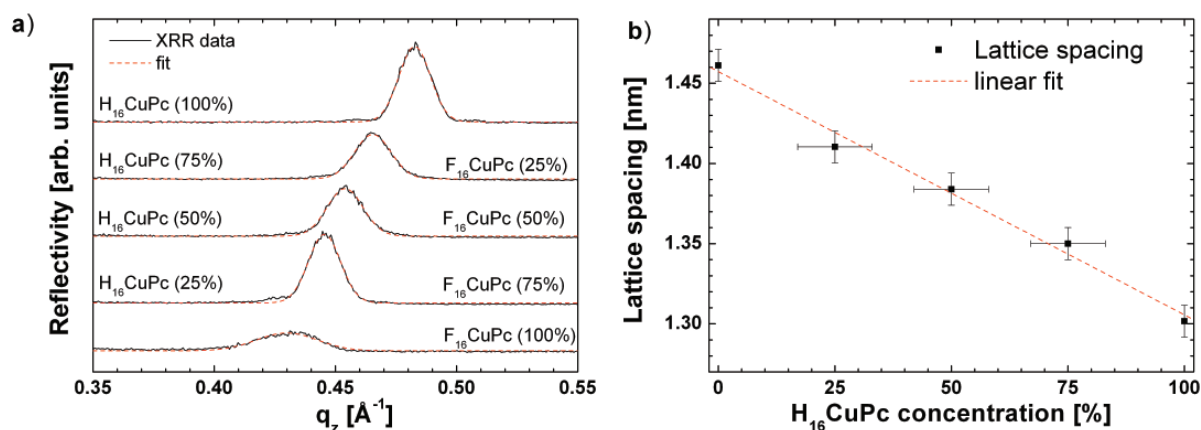 a)
XRR data
fit
H₁₆CuPc (100%)
H₁₆CuPc (75%)
F₁₆CuPc (25%)
H₁₆CuPc (50%)
F₁₆CuPc (50%)
H₁₆CuPc (25%)
F₁₆CuPc (75%)
F₁₆CuPc (100%)
Reflectivity [arb. units]
0.35 0.40 0.45 0.50 0.55
q_z [Å⁻¹]
b)
Lattice spacing
linear fit
Lattice spacing [nm]
1.45
1.40
1.35
1.30
0 25 50 75 100
H₁₆CuPc concentration [%]